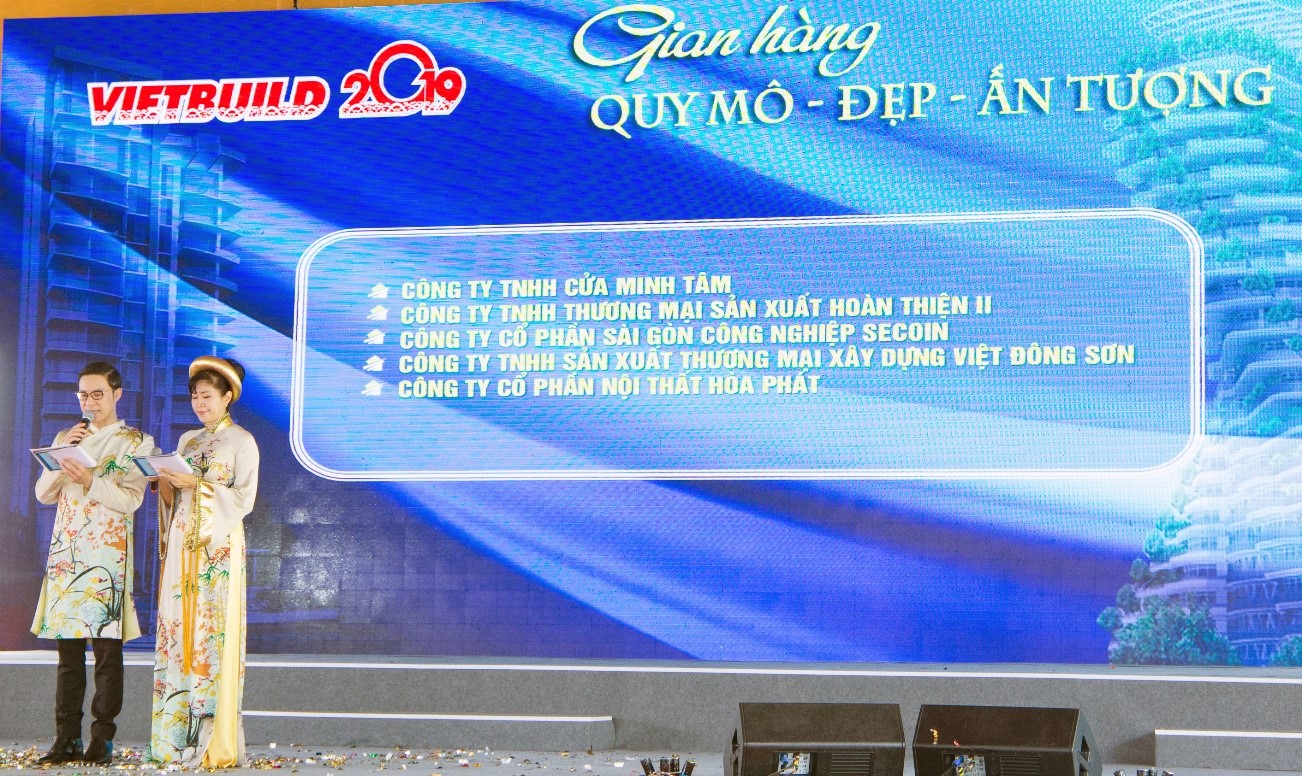 VIETBUILD 2019
Gian hàng
QUY MÔ - ĐẸP - ẤN TƯỢNG
CÔNG TY TNHH CỬA MINH TÂM
CÔNG TY TNHH THƯƠNG MẠI SẢN XUẤT HOÀN THIỆN II
CÔNG TY CỔ PHẦN SÀI GÒN CÔNG NGHIỆP SECOIN
CÔNG TY TNHH SẢN XUẤT THƯƠNG MẠI XÂY DỰNG VIỆT ĐÔNG SƠN
CÔNG TY CỔ PHẦN NỘI THẤT HÒA PHÁT